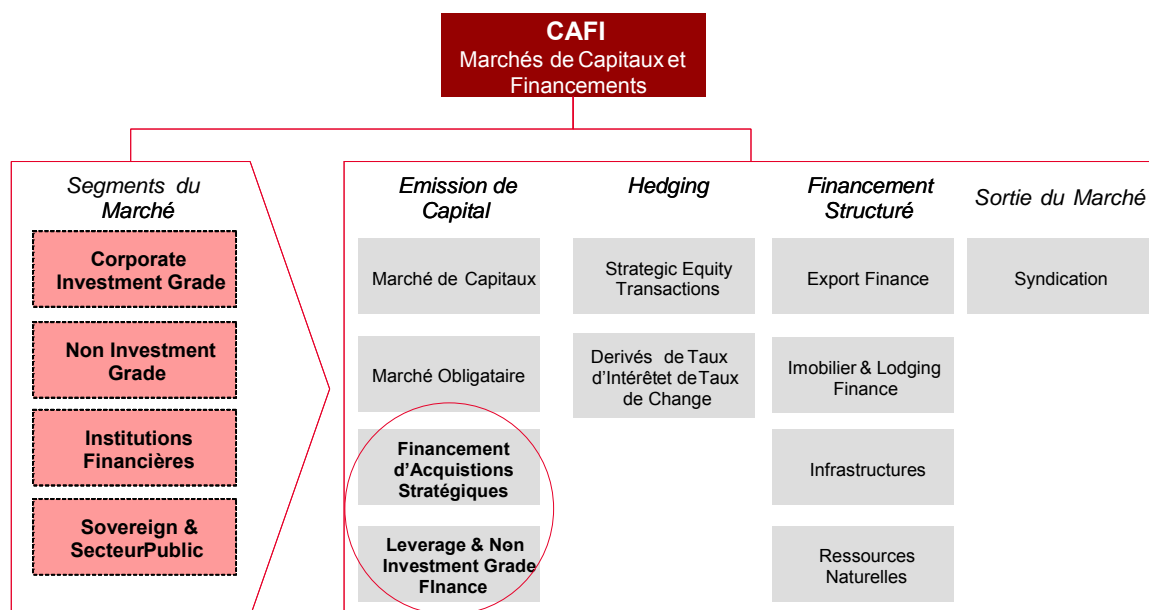 CAFI
Marchés de Capitaux et
Financements
Segments du
Marché
Corporate
Investment Grade
Non Investment
Grade
Institutions
Financières
Sovereign &
SecteurPublic
Emission de
Capital
Marché de Capitaux
Marché Obligataire
Financement
d'Acquistions
Stratégiques
Leverage & Non
Investment Grade
FInance
Hedging
Strategic Equity
Transactions
Derivés de Taux
d'Intérêtet de Taux
de Change
Financement
Structuré
Export Finance
Imobilier & Lodging
Finance
Infrastructures
Ressources
Naturelles
Sortie du Marché
Syndication